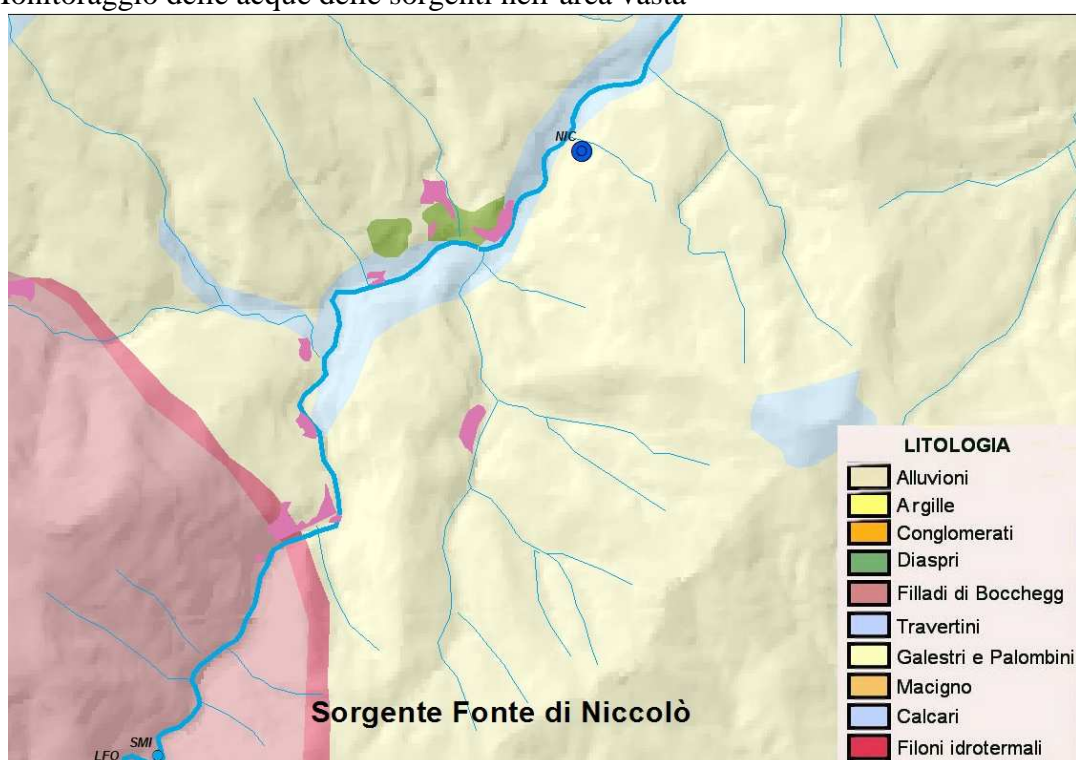 Monitoraggio delle acque delle sorgenti nell'area vasta
NIC
LITOLOGIA
Alluvioni
Argille
Conglomerati
Diaspri
Filladi di Bocchegg
Travertini
Galestri e Palombini
Macigno
Calcari
Filoni idrotermali
Sorgente Fonte di Niccolò
SMI
LFO